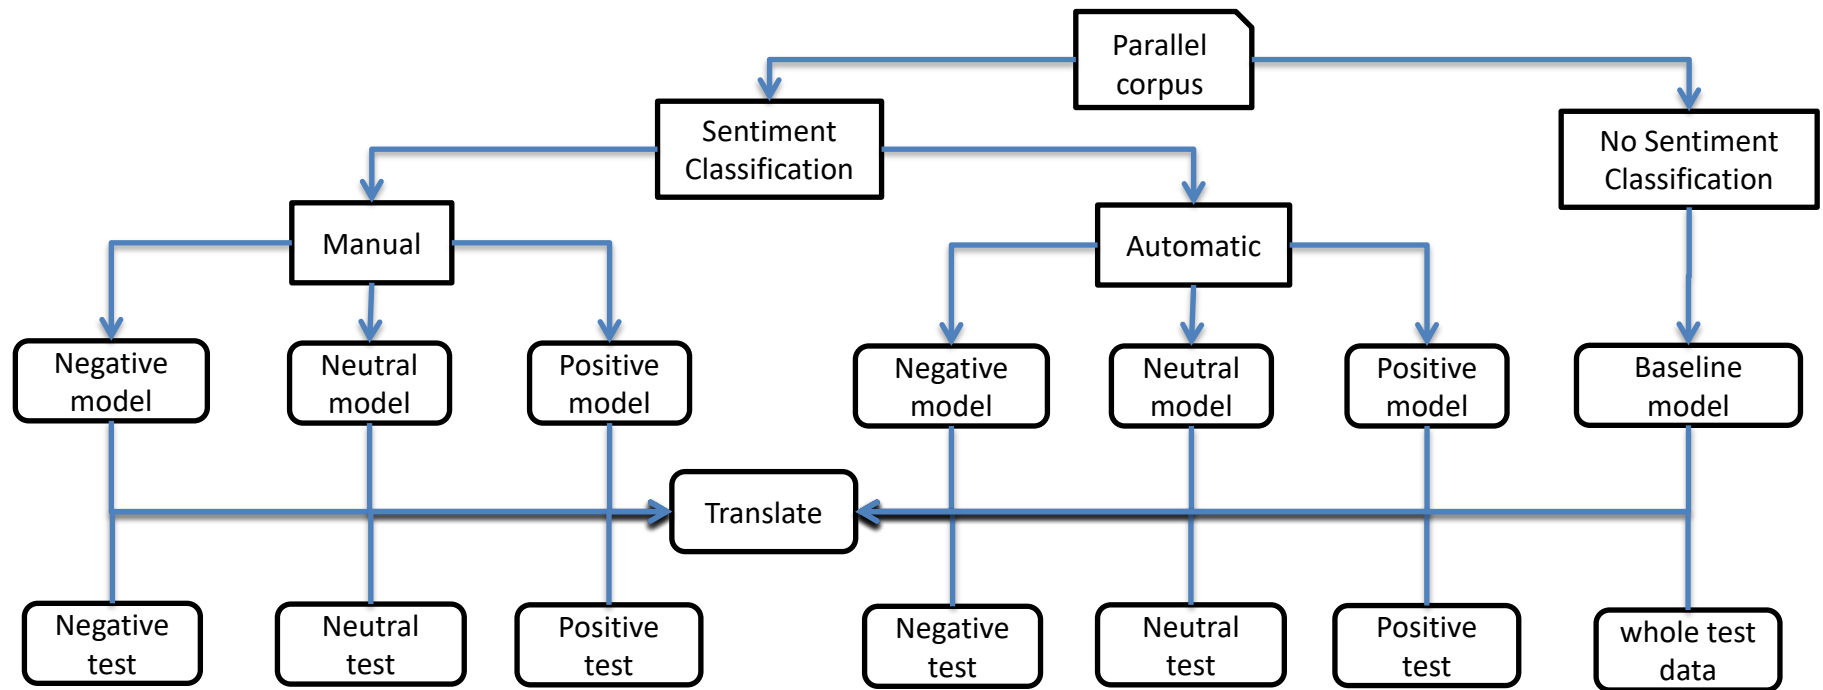 Parallel
corpus
Sentiment
Classification
No Sentiment
Classification
Manual
Automatic
Negative
model
Neutral
model
Positive
model
Negative
model
Neutral
model
Positive
model
Baseline
model
Translate
Negative
test
Neutral
test
Positive
test
Negative
test
Neutral
test
Positive
test
whole test
data